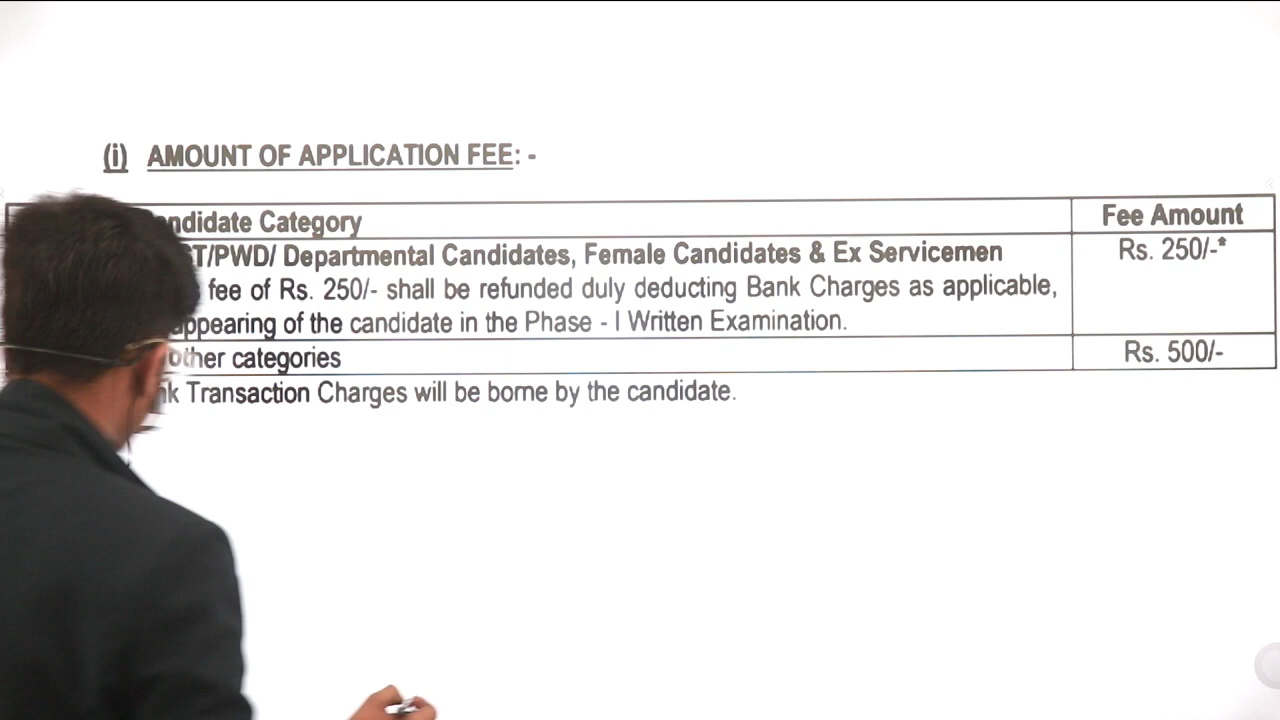 (i) AMOUNT OF APPLICATION FEE: -
Candidate Category Fee Amount
ST/PWD/ Departmental Candidates, Female Candidates & Ex Servicemen Rs. 250/-*
fee of Rs. 250/- shall be refunded duly deducting Bank Charges as applicable,
appearing of the candidate in the Phase - I Written Examination.
other categories Rs. 500/-
Transaction Charges will be borne by the candidate.